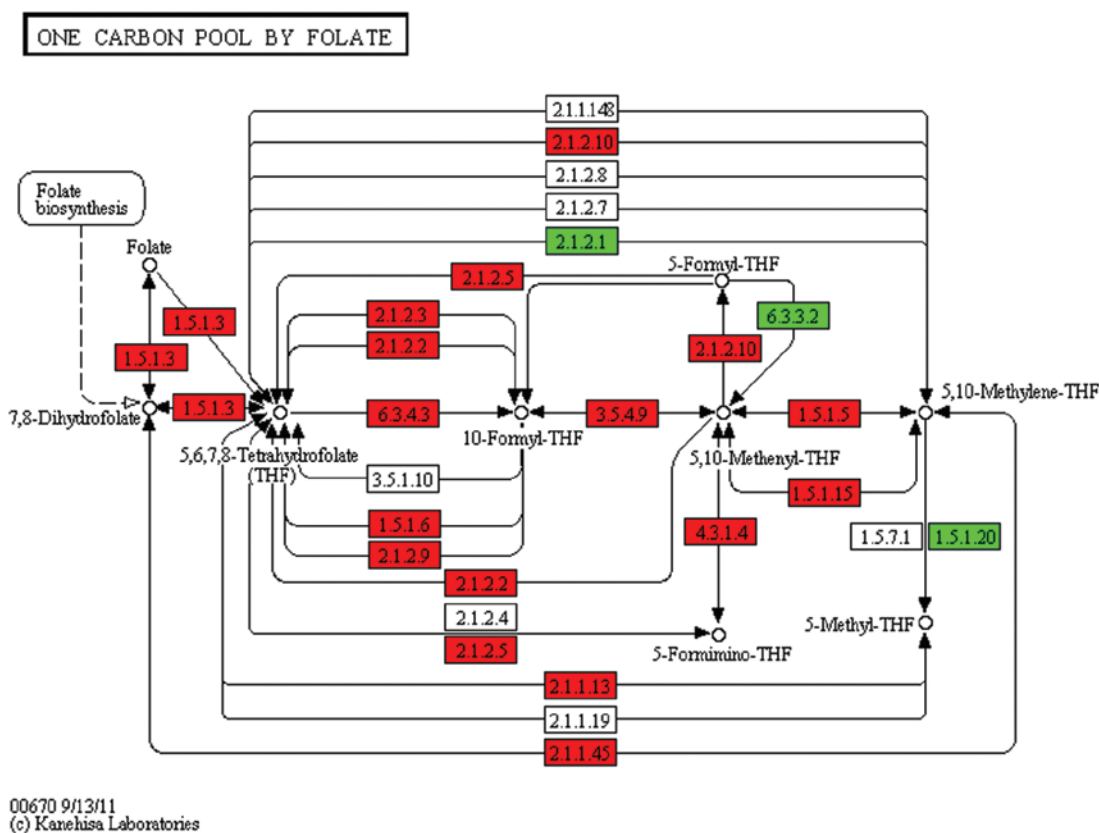 ONE CARBON POOL BY FOLATE
2.1.1.148
2.1.2.10
2.1.2.8
2.1.2.7
2.1.2.1
Folate
biosynthesis
Folate
5-Formyl-THF
2.1.2.5
6.3.3.2
2.1.2.3
1.5.1.3
2.1.2.2
2.1.2.10
1.5.1.3
7,8-Dihydrofolate
1.5.1.3
6.3.4.3
3.5.4.9
1.5.1.5
5,10-Methylene-THF
10-Formyl-THF
5,6,7,8-Tetrahydrofolate
(THF)
5,10-Methenyl-THF
3.5.1.10
1.5.1.15
1.5.1.6
4.3.1.4
1.5.7.1
1.5.1.20
2.1.2.9
2.1.2.2
2.1.2.4
5-Methyl-THF
2.1.2.5
5-Formimino-THF
2.1.1.13
2.1.1.19
2.1.1.45
00670 9/13/11
(c) Kanehisa Laboratories